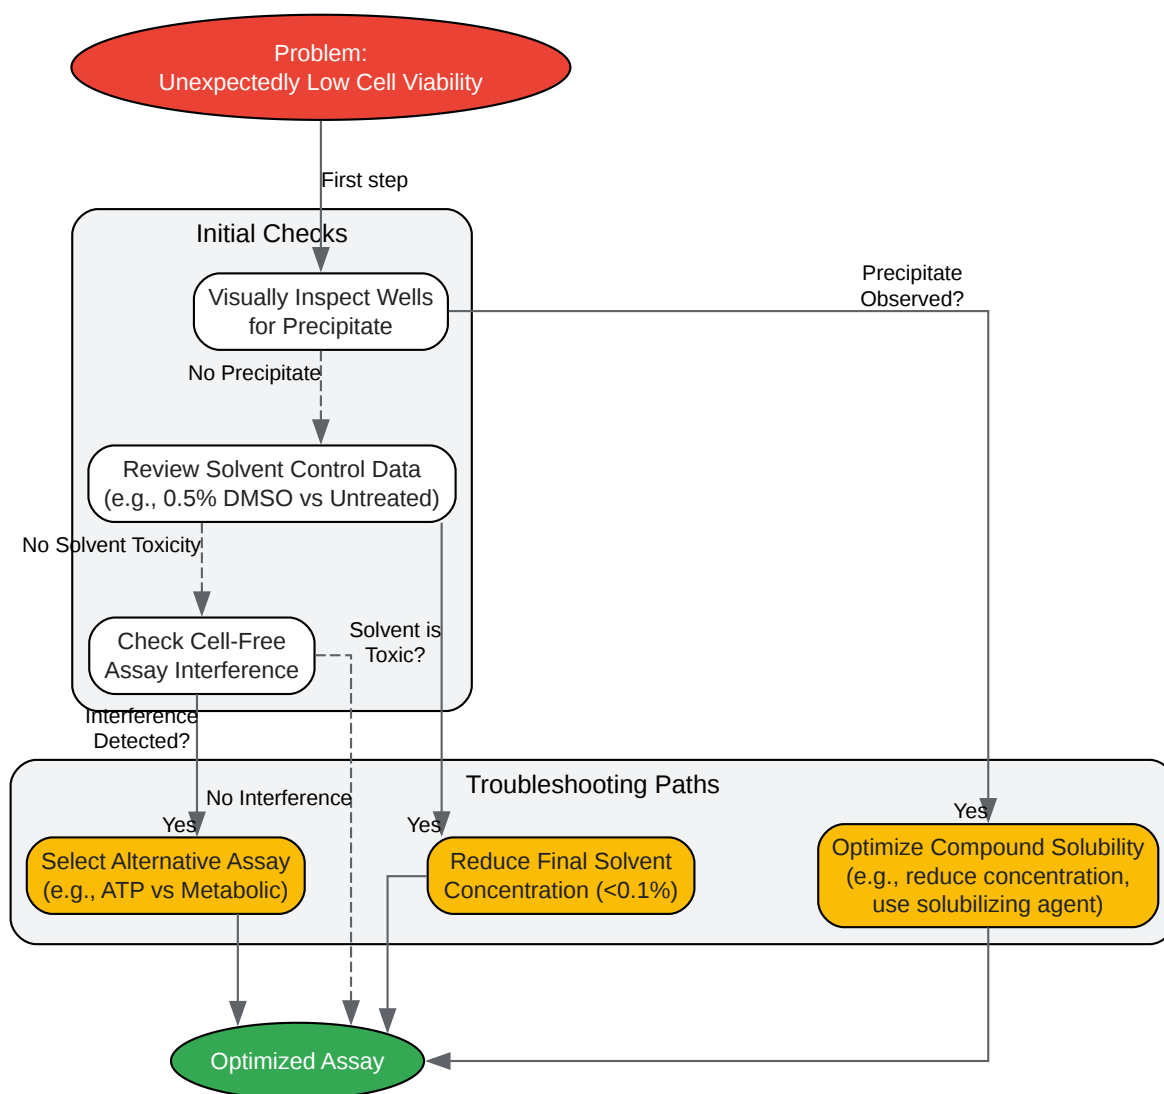 Problem:
Unexpectedly Low Cell Viability
First step
Initial Checks
Visually Inspect Wells
for Precipitate
Precipitate
Observed?
No Precipitate
Review Solvent Control Data
(e.g., 0.5% DMSO vs Untreated)
No Solvent Toxicity
Check Cell-Free
Assay Interference
Solvent is
Toxic?
Interference
Detected?
Troubleshooting Paths
No Interference
Yes
Yes
Yes
Select Alternative Assay
(e.g., ATP vs Metabolic)
Reduce Final Solvent
Concentration (<0.1%)
Optimize Compound Solubility
(e.g., reduce concentration,
use solubilizing agent)
Optimized Assay